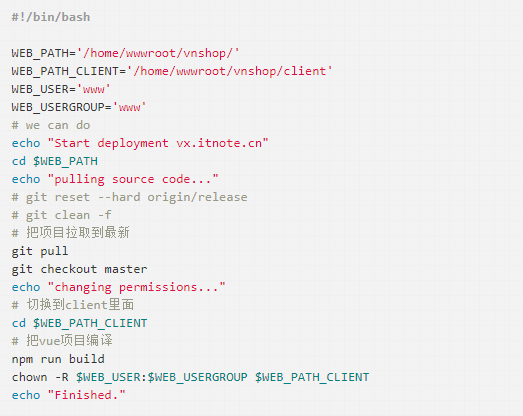 #!/bin/bash
WEB_PATH='/home/wwwroot/vnshop/'
WEB_PATH_CLIENT='/home/wwwroot/vnshop/client'
WEB_USER='www'
WEB_USERGROUP='www'
# we can do
echo "Start deployment vx.itnote.cn"
cd $WEB_PATH
echo "pulling source code..."
# git reset --hard origin/release
# git clean -f
# 把项目拉取到最新
git pull
git checkout master
echo "changing permissions..."
# 切换到client里面
cd $WEB_PATH_CLIENT
# 把vue项目编译
npm run build
chown -R $WEB_USER:$WEB_USERGROUP $WEB_PATH_CLIENT
echo "Finished."